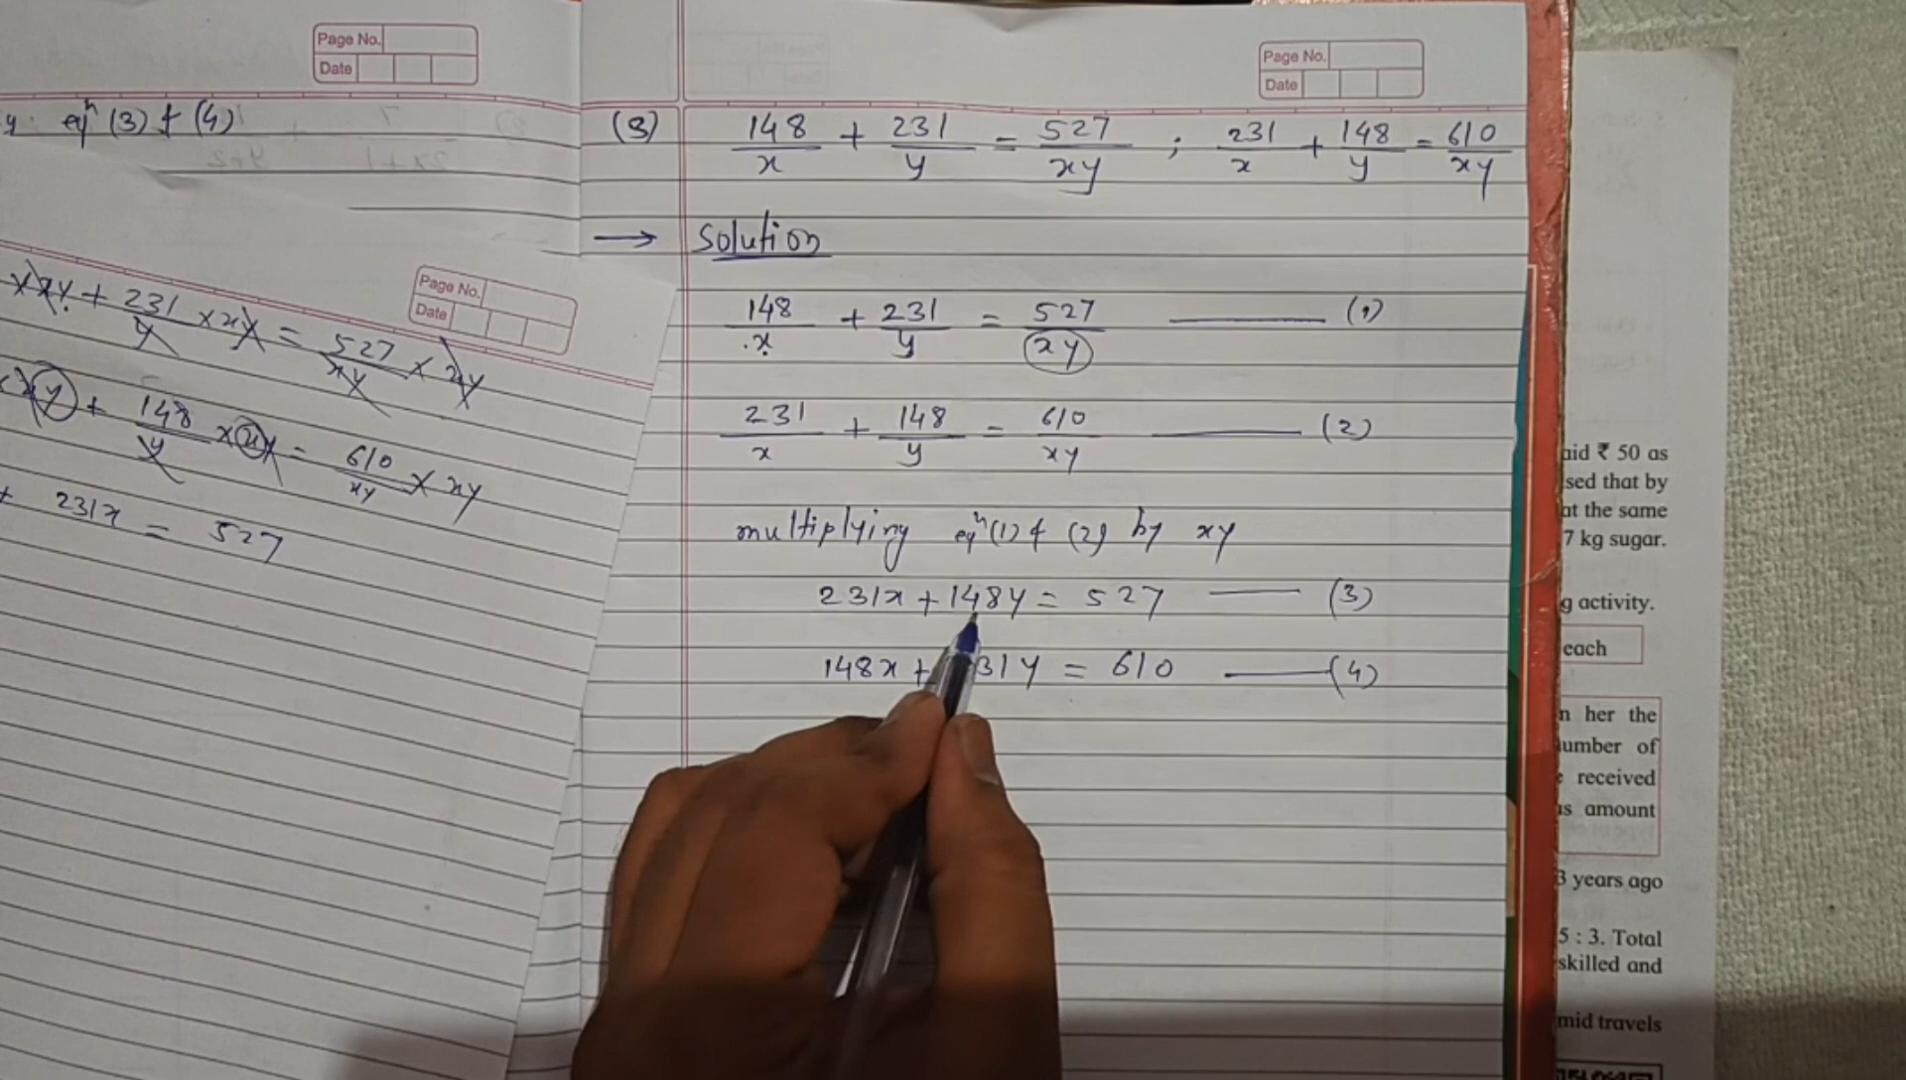 Page No.
Date
y eqⁿ (3) & (4)
xy + 231/y × xy = 527/xy × xy
xy + 148/y × xy = 610/xy × xy
+ 231x = 527
Page No.
Date
Page No.
Date
(3) 148/x + 231/y = 527/xy ; 231/x + 148/y = 610/xy
→ Solution
148/x + 231/y = 527/xy — (1)
231/x + 148/y = 610/xy — (2)
multiplying eqⁿ (1) & (2) by xy
231x + 148y = 527 — (3)
148x + 31y = 610 — (4)
aid ₹ 50 as
sed that by
at the same
7 kg sugar.
g activity.
each
n her the
umber of
received
as amount
3 years ago
5 : 3. Total
skilled and
mid travels